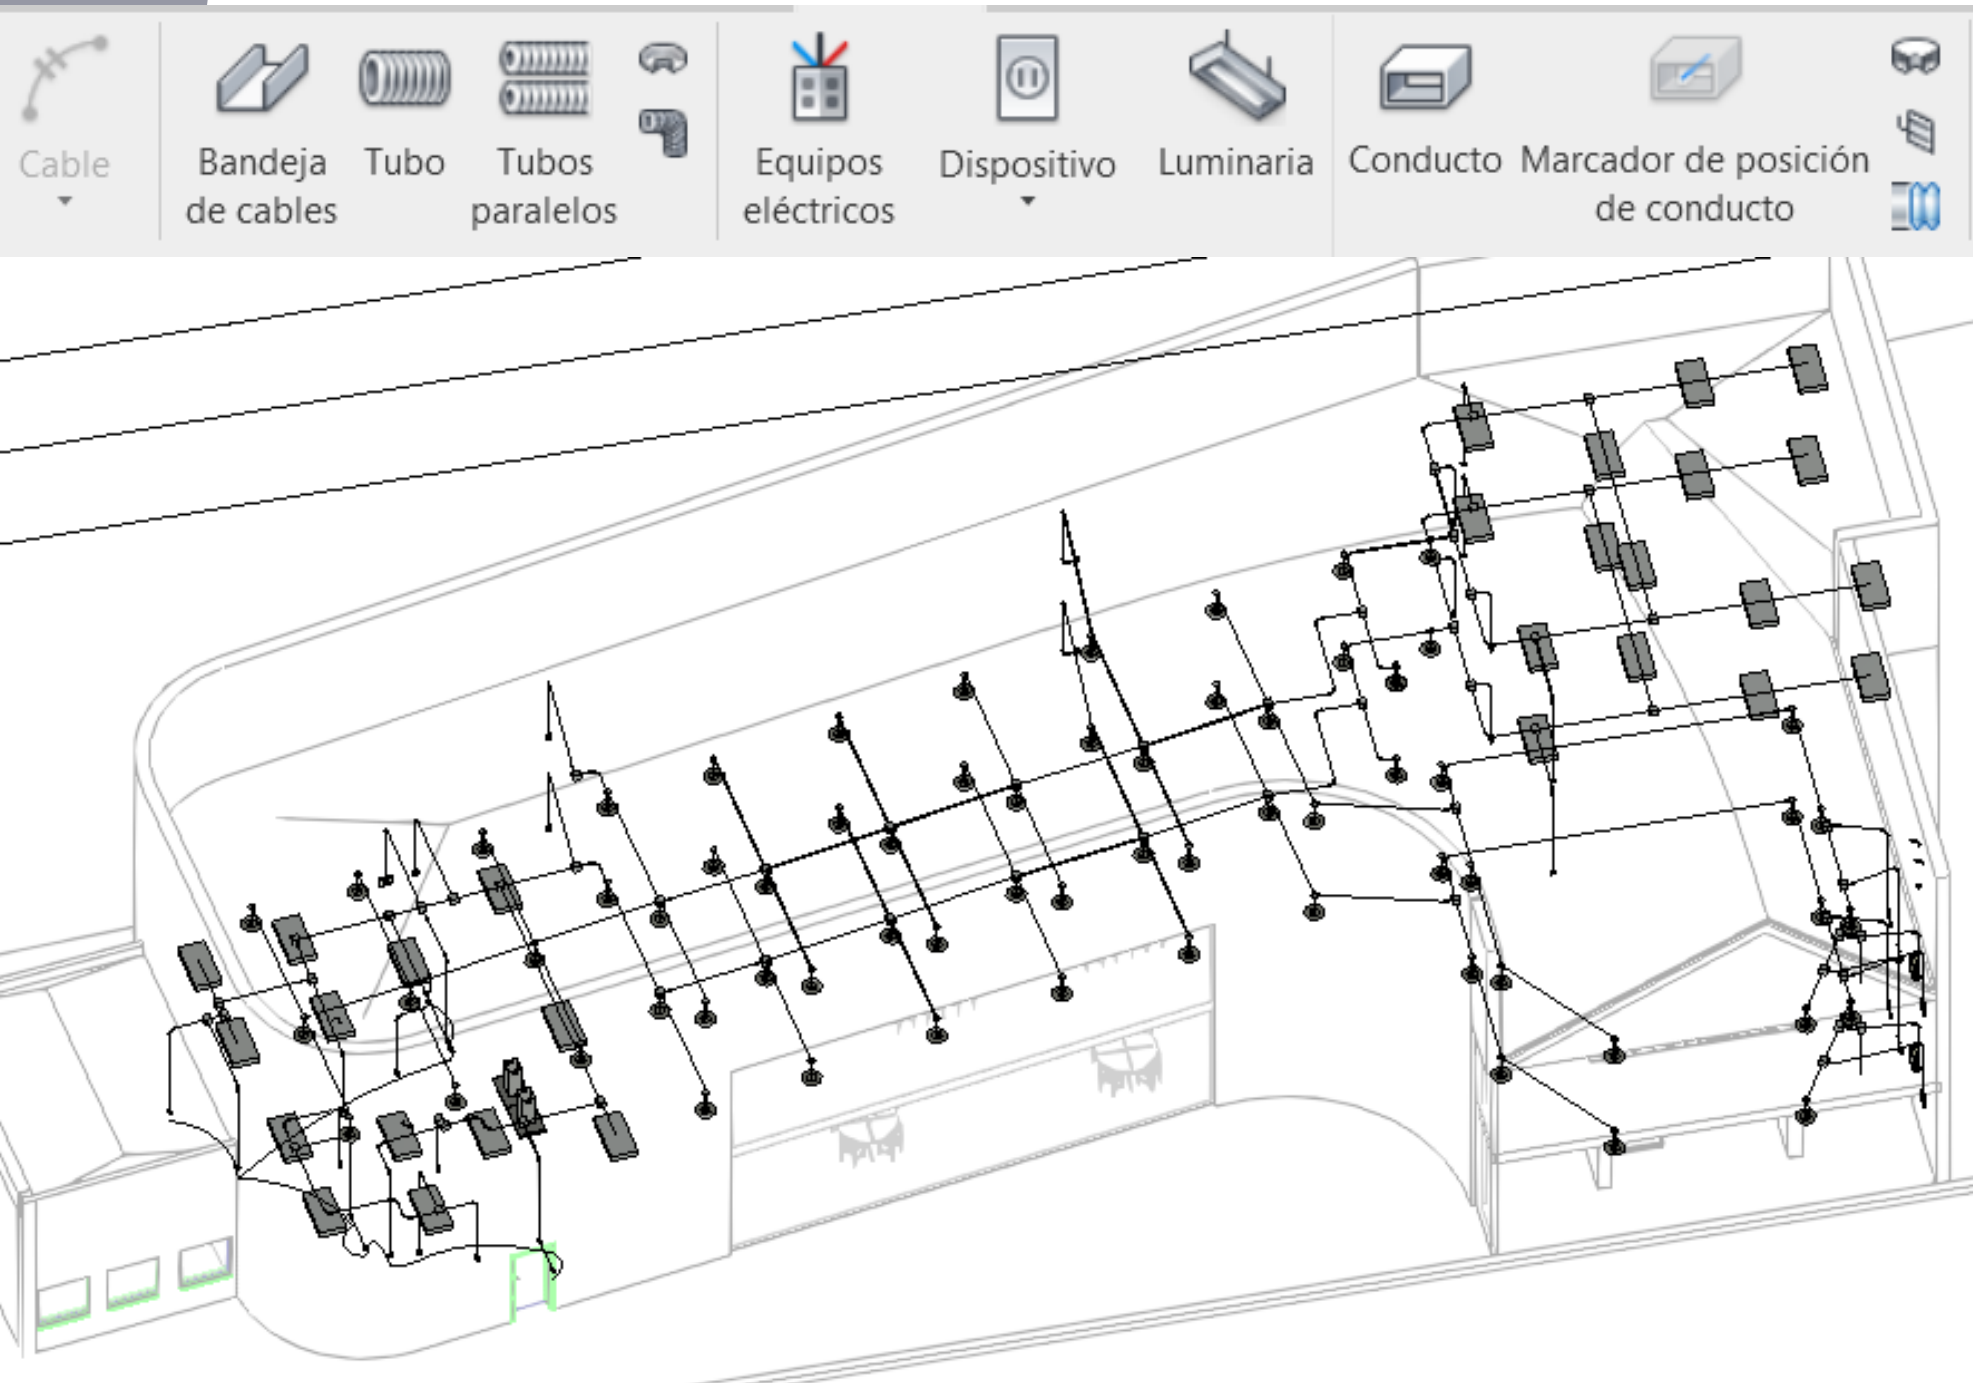 Cable
Bandeja
de cables
Tubo
Tubos
paralelos
Equipos
eléctricos
Dispositivo
Luminaria
Conducto
Marcador de posición
de conducto